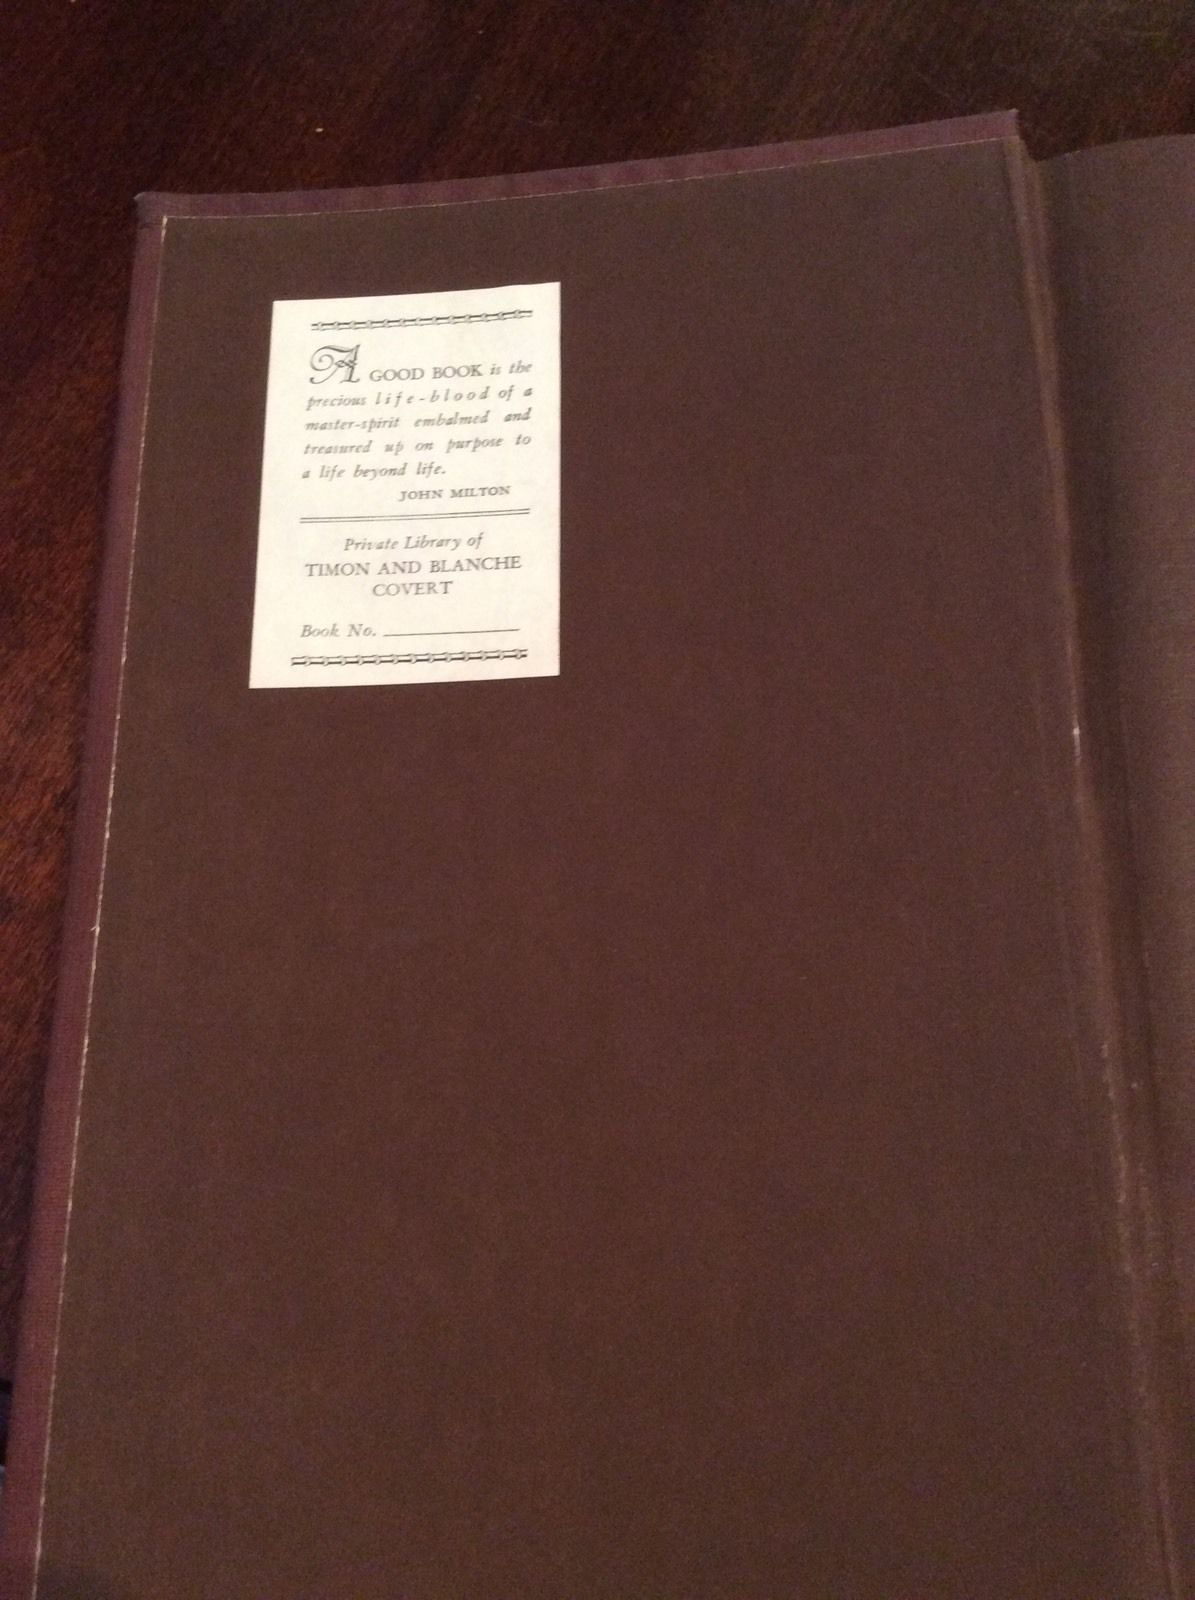 A GOOD BOOK is the
precious life-blood of a
master-spirit embalmed and
treasured up on purpose to
a life beyond life.
JOHN MILTON
Private Library of
TIMON AND BLANCHE
COVERT
Book No.